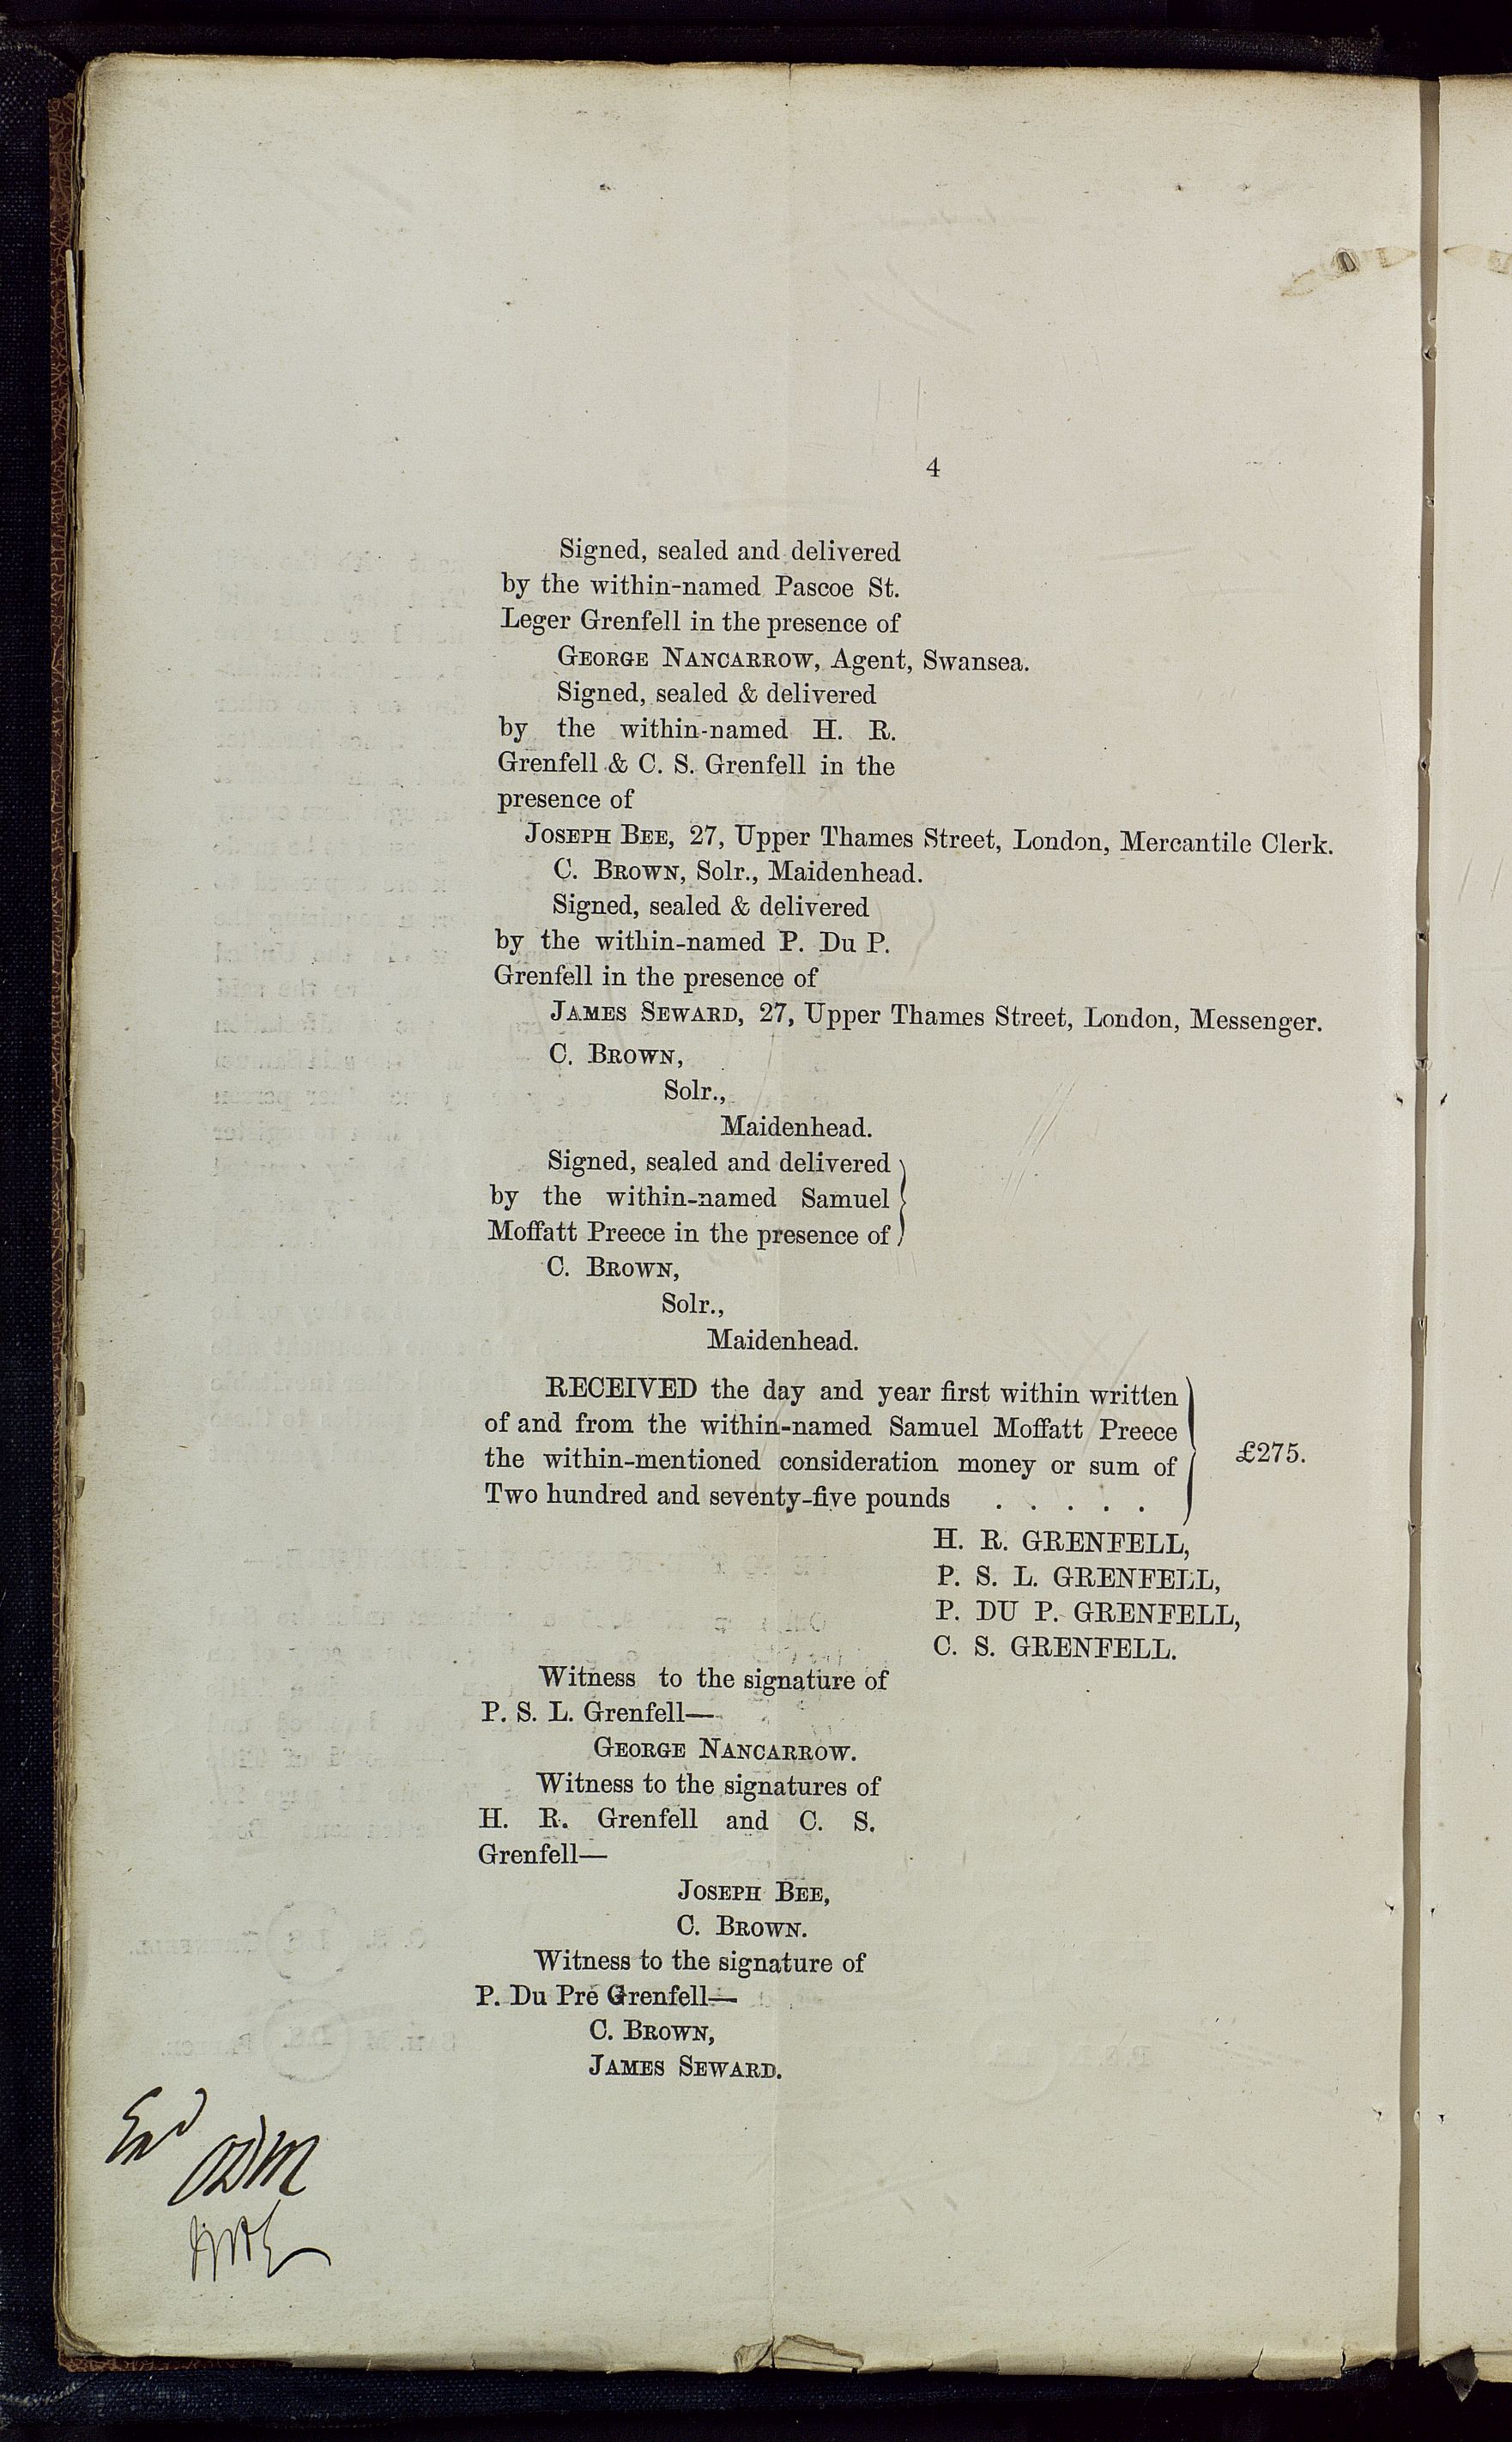 4
Signed, sealed and delivered
by the within-named Pascoe St.
Leger Grenfell in the presence of
GEORGE NANCARROW, Agent, Swansea.
Signed, sealed & delivered
by the within-named H. R.
Grenfell & C. S. Grenfell in the
presence of
JOSEPH BEE, 27, Upper Thames Street, London, Mercantile Clerk.
C. BROWN, Solr., Maidenhead.
Signed, sealed & delivered
by the within-named P. Du P.
Grenfell in the presence of
JAMES SEWARD, 27, Upper Thames Street, London, Messenger.
C. BROWN,
Solr.,
Maidenhead.
Signed, sealed and delivered
by the within-named Samuel
Moffatt Preece in the presence of
C. BROWN,
Solr.,
Maidenhead.
RECEIVED the day and year first within written
of and from the within-named Samuel Moffatt Preece
the within-mentioned consideration money or sum of
Two hundred and seventy-five pounds . . . . .
£275.
H. R. GRENFELL,
P. S. L. GRENFELL,
P. DU P. GRENFELL,
C. S. GRENFELL.
Witness to the signature of
P. S. L. Grenfell—
GEORGE NANCARROW.
Witness to the signatures of
H. R. Grenfell and C. S.
Grenfell—
JOSEPH BEE,
C. BROWN.
Witness to the signature of
P. Du Pré Grenfell—
C. BROWN,
JAMES SEWARD.